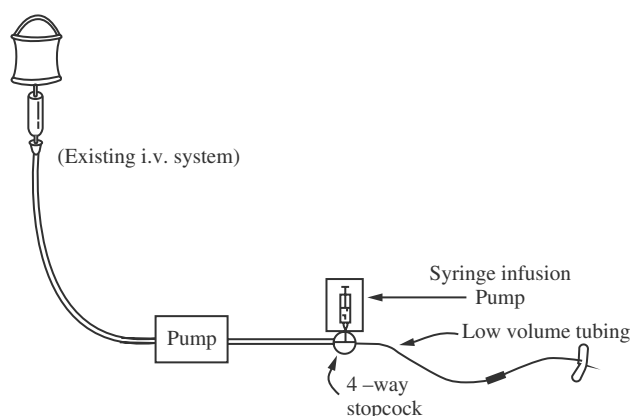 (Existing i.v. system)
Syringe infusion
Pump
Pump
Low volume tubing
4 –way
stopcock